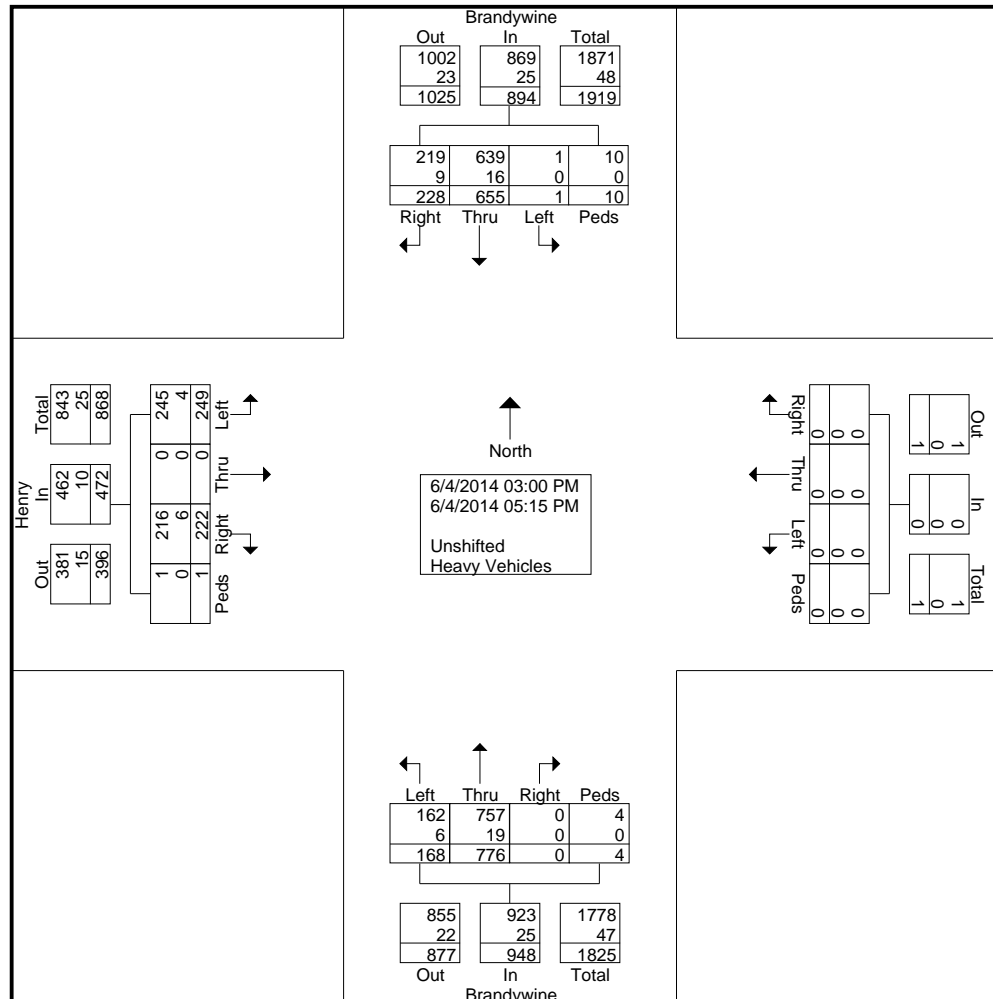 Brandywine
Out In Total
1002 869 1871
23 25 48
1025 894 1919
219 639 1 10
9 16 0 0
228 655 1 10
Right Thru Left Peds
Henry
Total
843
25
868
In
462
10
472
Out
381
15
396
245
4
249
Left
0
0
0
Thru
216
6
222
Right
1
0
1
Peds
North
6/4/2014 03:00 PM
6/4/2014 05:15 PM
Unshifted
Heavy Vehicles
Right
0
0
0
Thru
0
0
0
Left
0
0
0
Peds
0
0
0
Out
1
0
1
In
0
0
0
Total
1
0
1
Left Thru Right Peds
162 757 0 4
6 19 0 0
168 776 0 4
855 923 1778
22 25 47
877 948 1825
Out In Total
Brandywine